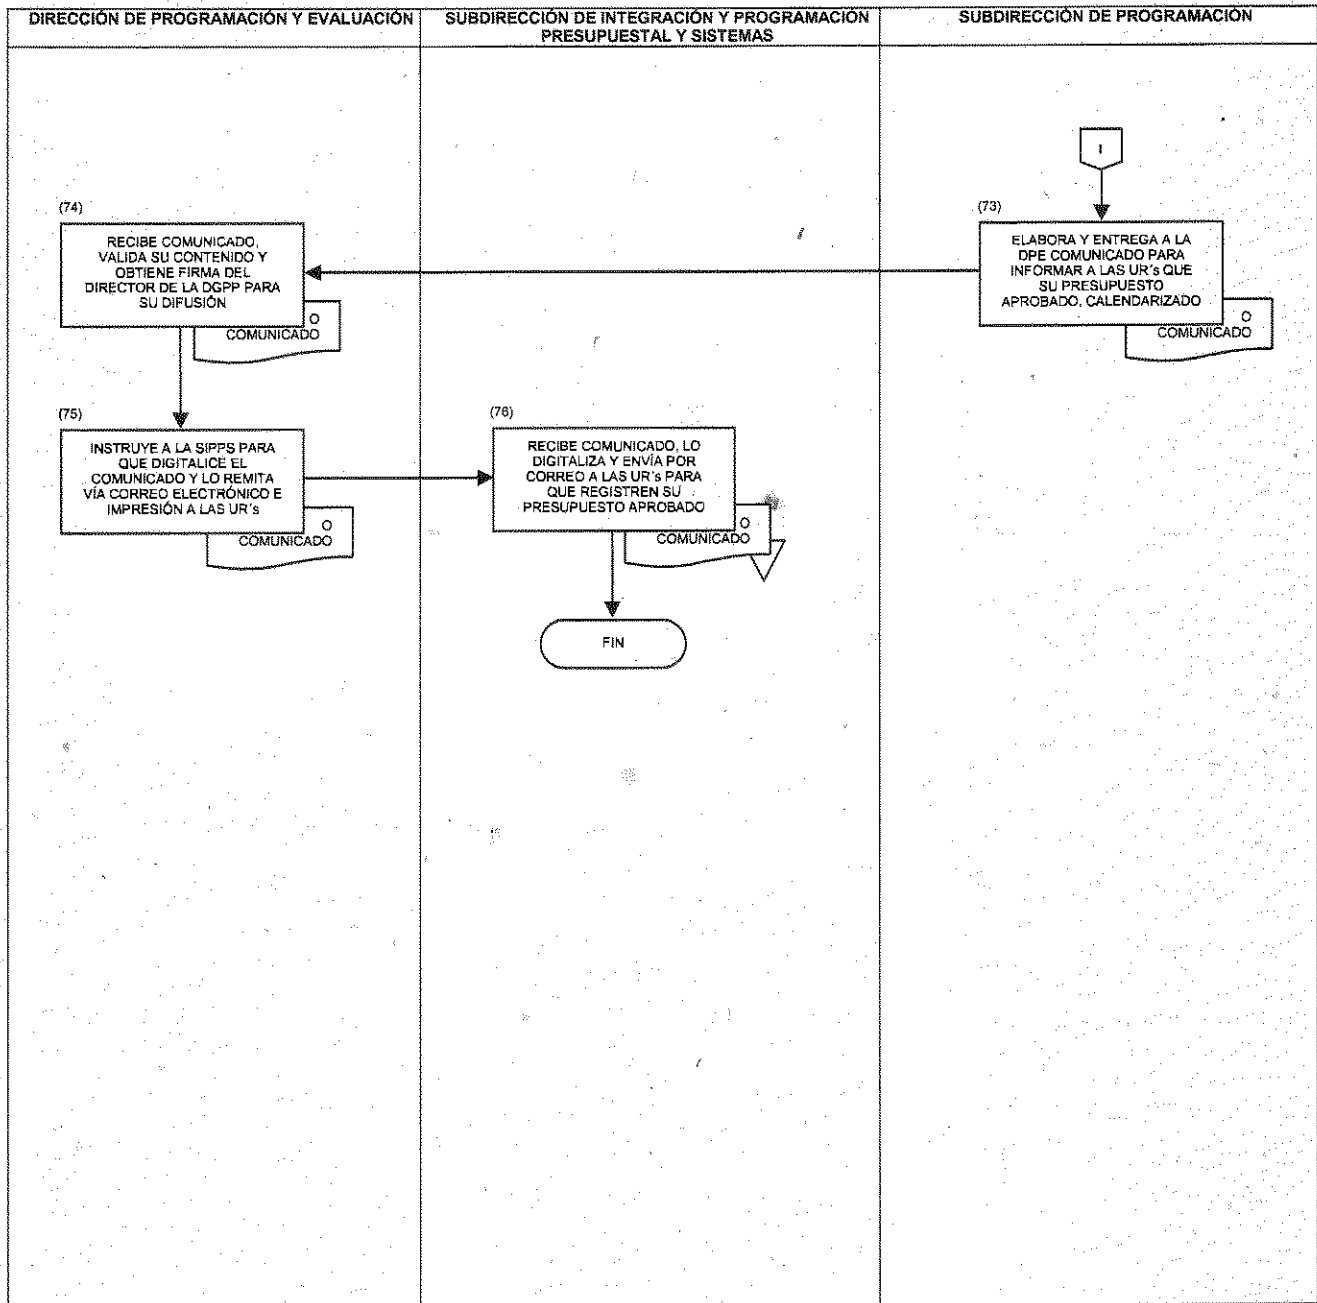 DIRECCIÓN DE PROGRAMACIÓN Y EVALUACIÓN
SUBDIRECCIÓN DE INTEGRACIÓN Y PROGRAMACIÓN
PRESUPUESTAL Y SISTEMAS
SUBDIRECCIÓN DE PROGRAMACIÓN
I
(73)
ELABORA Y ENTREGA A LA
DPE COMUNICADO PARA
INFORMAR A LAS UR's QUE
SU PRESUPUESTO
APROBADO, CALENDARIZADO
O
COMUNICADO
(74)
RECIBE COMUNICADO,
VALIDA SU CONTENIDO Y
OBTIENE FIRMA DEL
DIRECTOR DE LA DGPP PARA
SU DIFUSIÓN
O
COMUNICADO
(75)
INSTRUYE A LA SIPPS PARA
QUE DIGITALICE EL
COMUNICADO Y LO REMITA
VÍA CORREO ELECTRÓNICO E
IMPRESIÓN A LAS UR's
O
COMUNICADO
(76)
RECIBE COMUNICADO, LO
DIGITALIZA Y ENVÍA POR
CORREO A LAS UR's PARA
QUE REGISTREN SU
PRESUPUESTO APROBADO
O
COMUNICADO
FIN